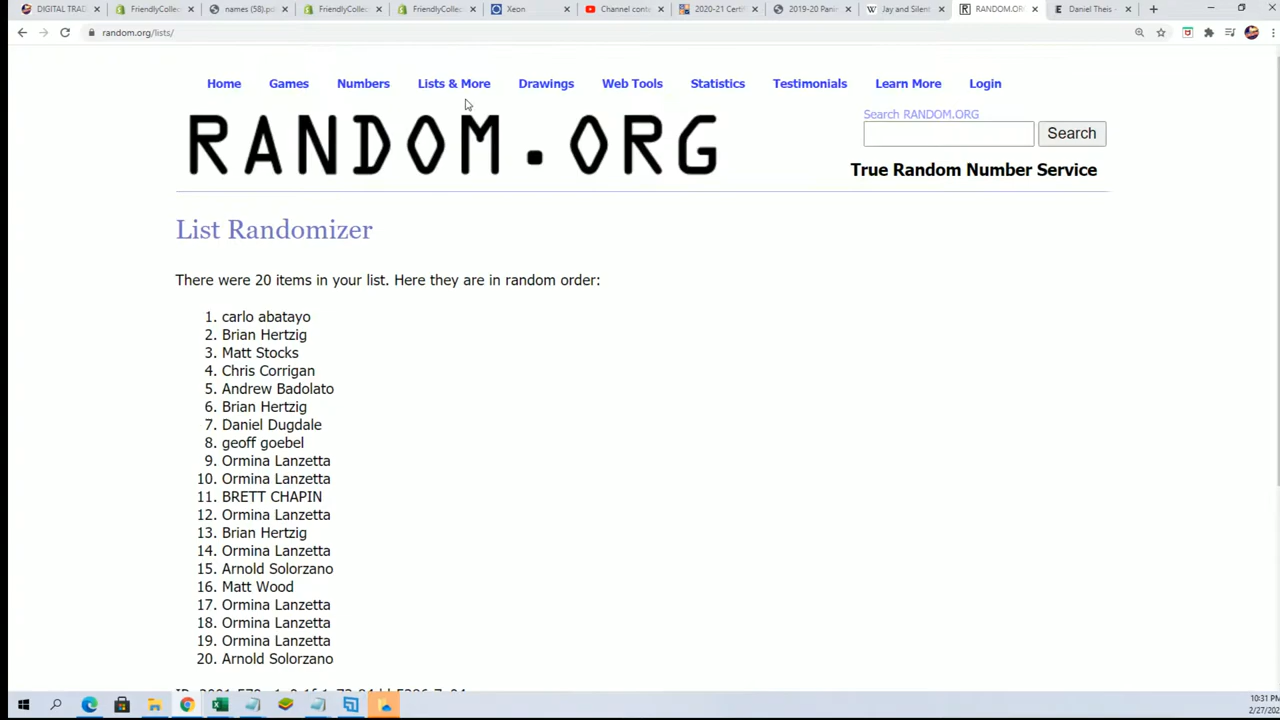 DIGITAL TRAD
FriendlyCollec
names (58).pd
FriendlyCollec
FriendlyCollec
Xeon
Channel cont
2020-21 Certi
2019-20 Panin
Jay and Silent
RANDOM.OR
Daniel Theis -
random.org/lists/
Home Games Numbers Lists & More Drawings Web Tools Statistics Testimonials Learn More Login
RANDOM.ORG
Search RANDOM.ORG
Search
True Random Number Service
List Randomizer
There were 20 items in your list. Here they are in random order:
1. carlo abatayo
2. Brian Hertzig
3. Matt Stocks
4. Chris Corrigan
5. Andrew Badolato
6. Brian Hertzig
7. Daniel Dugdale
8. geoff goebel
9. Ormina Lanzetta
10. Ormina Lanzetta
11. BRETT CHAPIN
12. Ormina Lanzetta
13. Brian Hertzig
14. Ormina Lanzetta
15. Arnold Solorzano
16. Matt Wood
17. Ormina Lanzetta
18. Ormina Lanzetta
19. Ormina Lanzetta
20. Arnold Solorzano
10:31 PM
2/27/202